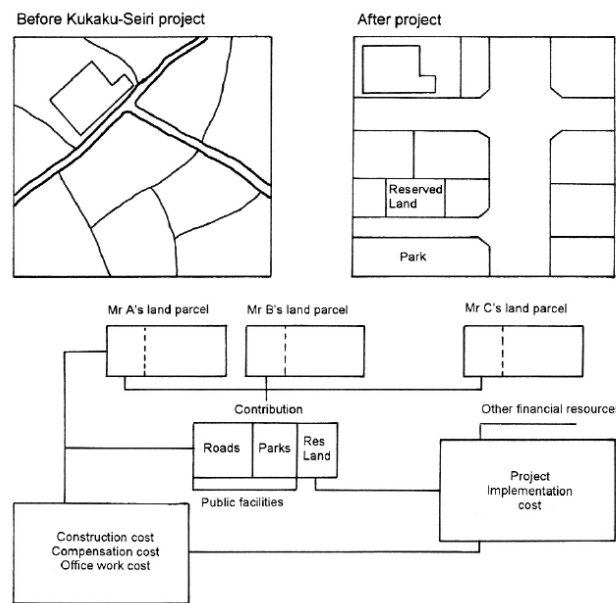 Before Kukaku-Seiri project
After project
Reserved
Land
Park
Mr A's land parcel
Mr B's land parcel
Mr C's land parcel
Contribution
Other financial resources
Roads
Parks
Res
Land
Public facilities
Project
Implementation
cost
Construction cost
Compensation cost
Office work cost